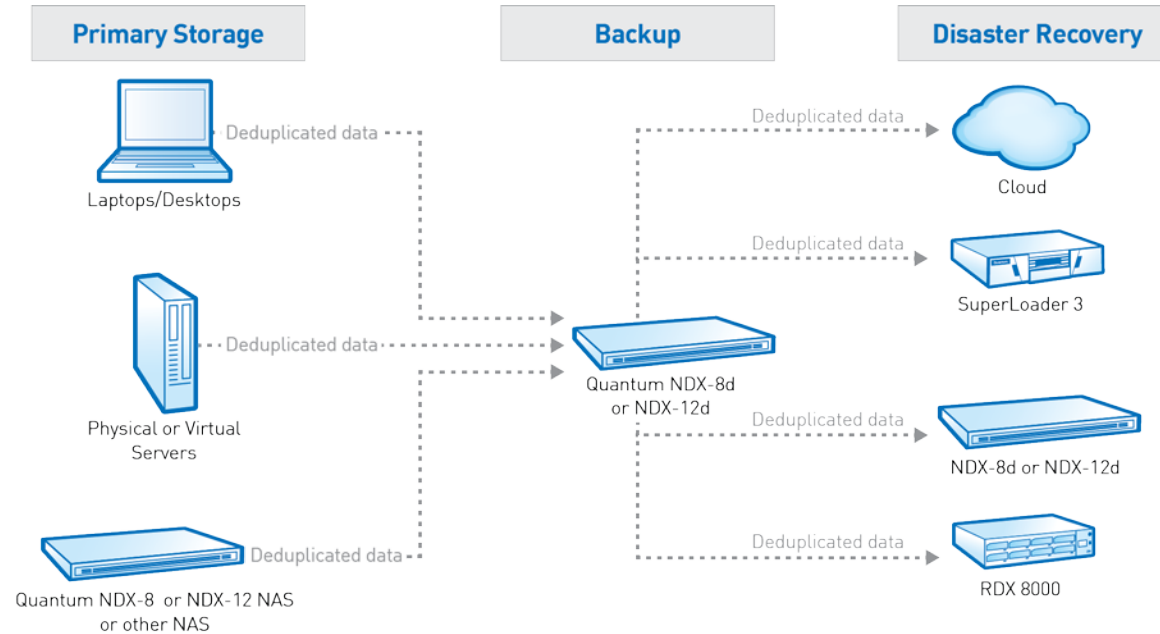 Primary Storage
Backup
Disaster Recovery
Deduplicated data
Laptops/Desktops
Deduplicated data
Physical or Virtual
Servers
Deduplicated data
Quantum NDX-8 or NDX-12 NAS
or other NAS
Quantum NDX-8d
or NDX-12d
Deduplicated data
Cloud
Deduplicated data
SuperLoader 3
Deduplicated data
NDX-8d or NDX-12d
Deduplicated data
RDX 8000